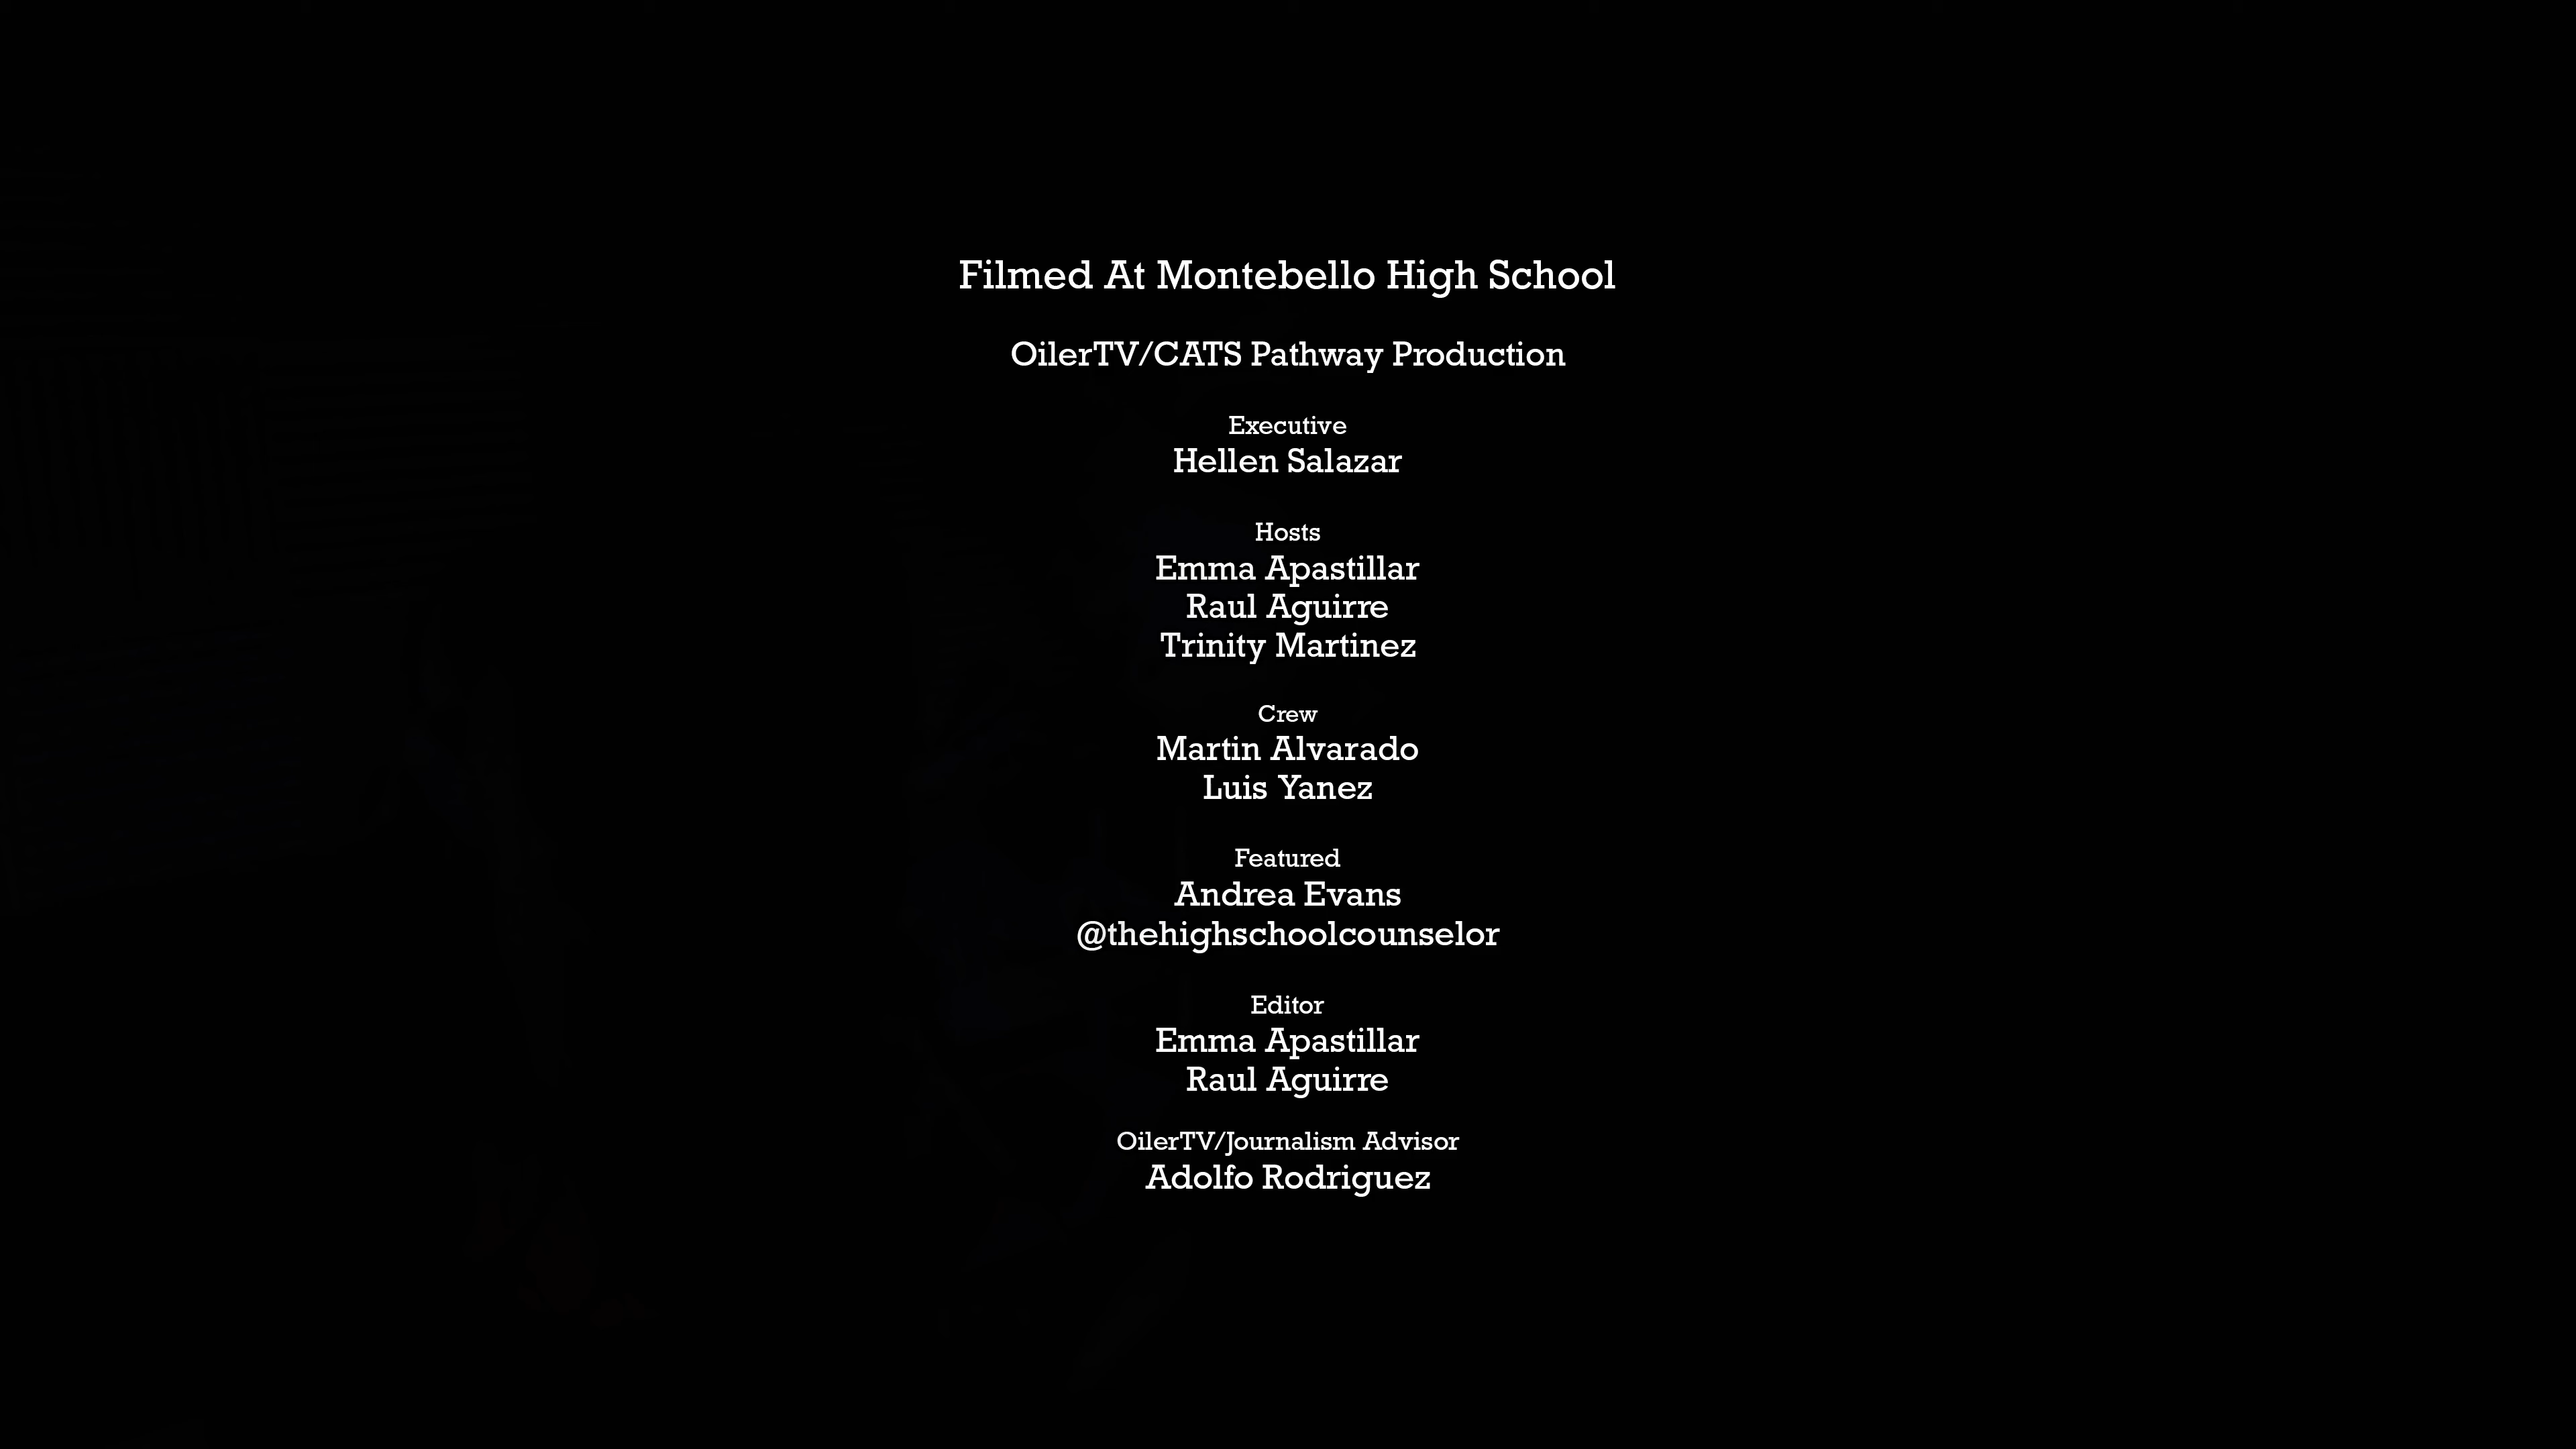 Filmed At Montebello High School
OilerTV/CATS Pathway Production
Executive
Hellen Salazar
Hosts
Emma Apastillar
Raul Aguirre
Trinity Martinez
Crew
Martin Alvarado
Luis Yanez
Featured
Andrea Evans
@thehighschoolcounselor
Editor
Emma Apastillar
Raul Aguirre
OilerTV/Journalism Advisor
Adolfo Rodriguez